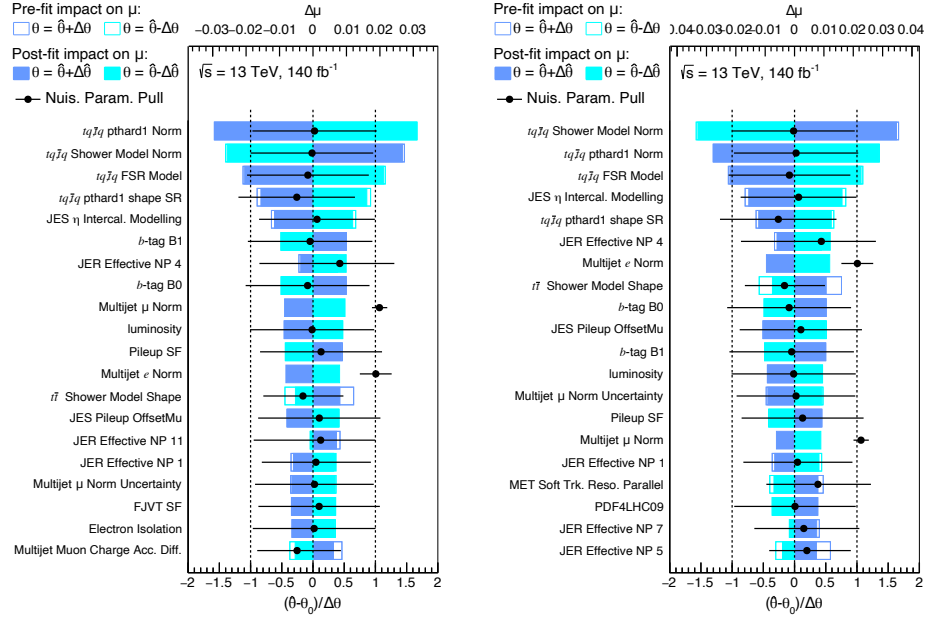 Pre-fit impact on μ:
θ = θ̂+Δθ θ = θ̂-Δθ
Post-fit impact on μ:
θ = θ̂+Δθ̂ θ = θ̂-Δθ̂
Nuis. Param. Pull
Δμ
−0.03 −0.02 −0.01 0 0.01 0.02 0.03
√s = 13 TeV, 140 fb⁻¹
tq̄t̄q pthard1 Norm
tq̄t̄q Shower Model Norm
tq̄t̄q FSR Model
tq̄t̄q pthard1 shape SR
JES η Intercal. Modelling
b-tag B1
JER Effective NP 4
b-tag B0
Multijet μ Norm
luminosity
Pileup SF
Multijet e Norm
tt̄ Shower Model Shape
JES Pileup OffsetMu
JER Effective NP 11
JER Effective NP 1
Multijet μ Norm Uncertainty
FJVT SF
Electron Isolation
Multijet Muon Charge Acc. Diff.
−2 −1.5 −1 −0.5 0 0.5 1 1.5 2
(θ̂-θ₀)/Δθ
Pre-fit impact on μ:
θ = θ̂+Δθ θ = θ̂-Δθ
Post-fit impact on μ:
θ = θ̂+Δθ̂ θ = θ̂-Δθ̂
Nuis. Param. Pull
Δμ
0.04 −0.03 −0.02 −0.01 0 0.01 0.02 0.03 0.04
√s = 13 TeV, 140 fb⁻¹
tq̄t̄q Shower Model Norm
tq̄t̄q pthard1 Norm
tq̄t̄q FSR Model
JES η Intercal. Modelling
tq̄t̄q pthard1 shape SR
JER Effective NP 4
Multijet e Norm
tt̄ Shower Model Shape
b-tag B0
JES Pileup OffsetMu
b-tag B1
luminosity
Multijet μ Norm Uncertainty
Pileup SF
Multijet μ Norm
JER Effective NP 1
MET Soft Trk. Reso. Parallel
PDF4LHC09
JER Effective NP 7
JER Effective NP 5
−2 −1.5 −1 −0.5 0 0.5 1 1.5 2
(θ̂-θ₀)/Δθ